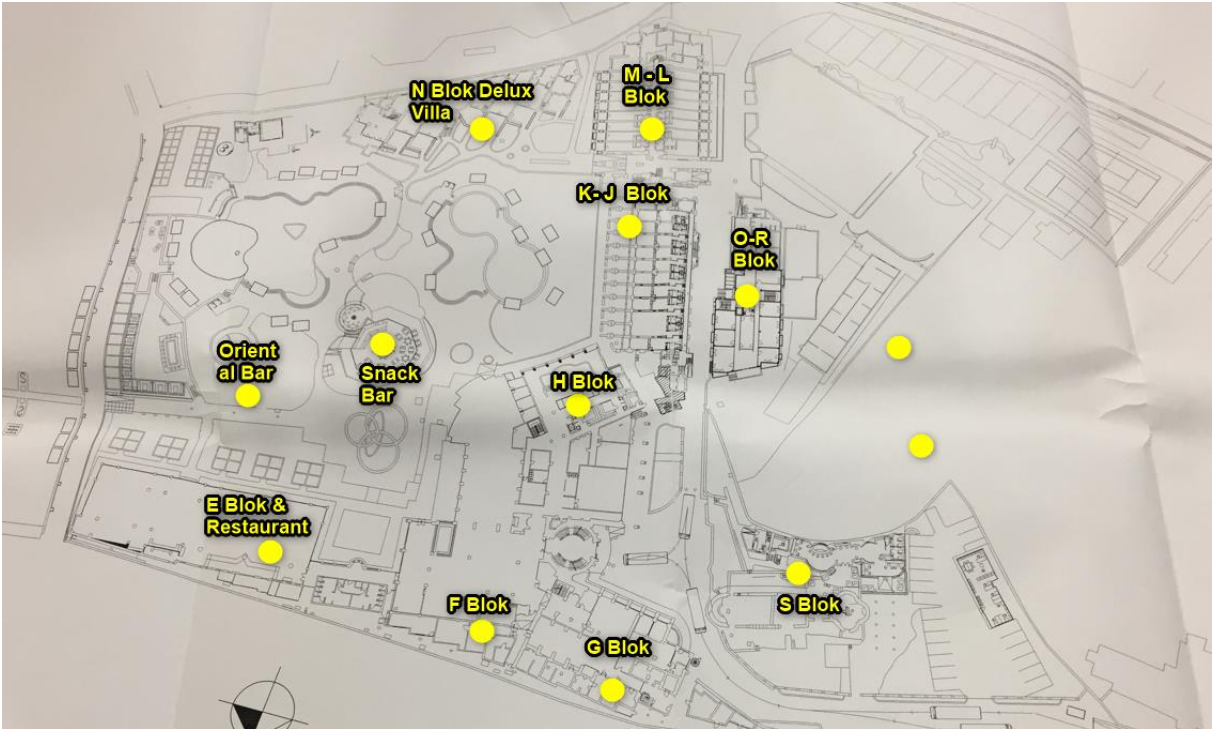 N Blok Delux
Villa
M - L
Blok
K- J Blok
O-R
Blok
Orient
al Bar
Snack
Bar
H Blok
E Blok &
Restaurant
F Blok
G Blok
S Blok